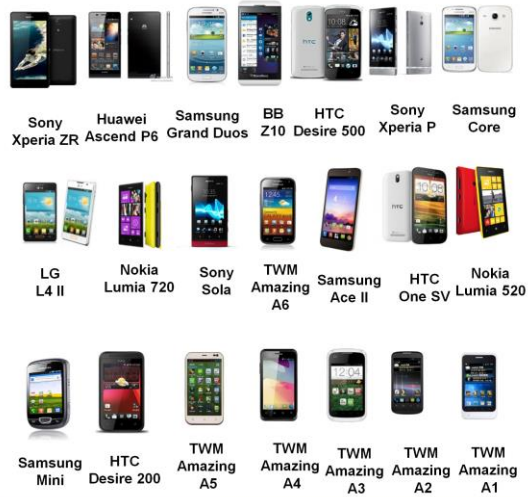 Sony
Xperia ZR
Huawei
Ascend P6
Samsung
Grand Duos
BB
Z10
HTC
Desire 500
Sony
Xperia P
Samsung
Core
LG
L4 II
Nokia
Lumia 720
Sony
Sola
TWM
Amazing
A6
Samsung
Ace II
HTC
One SV
Nokia
Lumia 520
Samsung
Mini
HTC
Desire 200
TWM
Amazing
A5
TWM
Amazing
A4
TWM
Amazing
A3
TWM
Amazing
A2
TWM
Amazing
A1